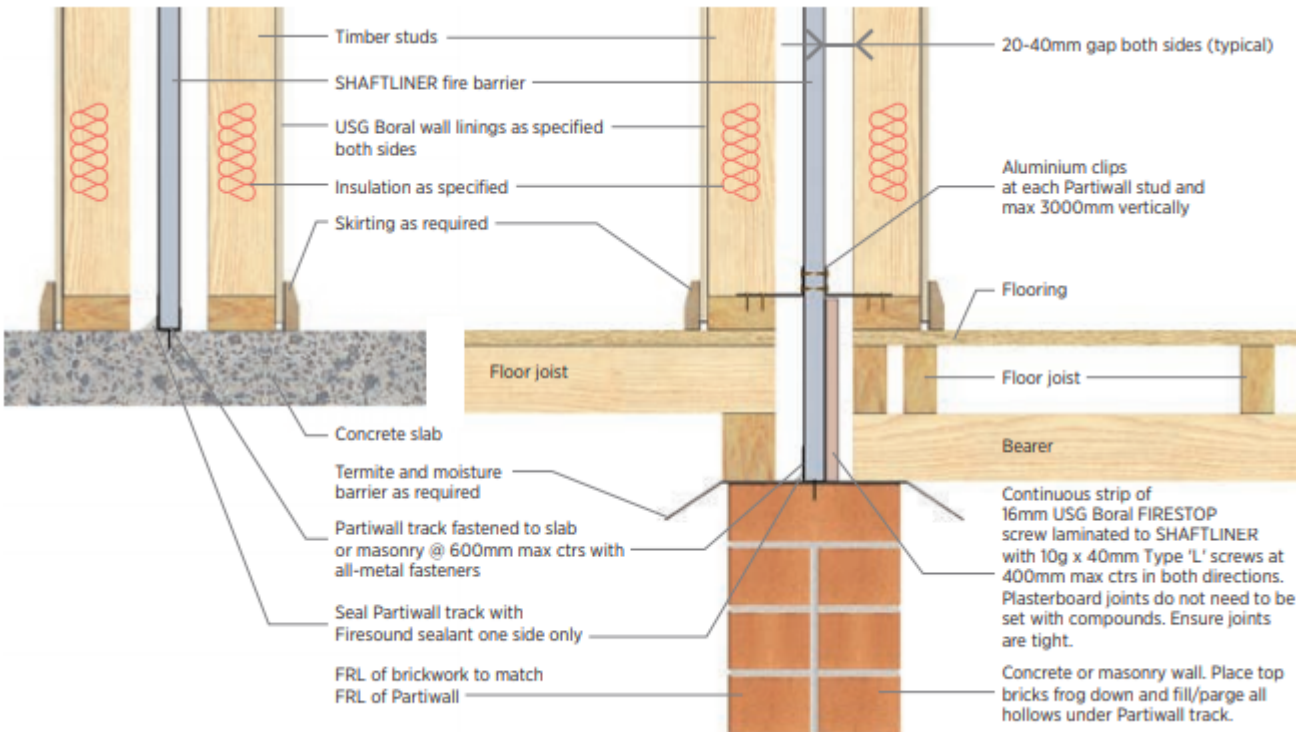 Timber studs
SHAFTLINER fire barrier
USG Boral wall linings as specified
both sides
Insulation as specified
Skirting as required
Concrete slab
Termite and moisture
barrier as required
Partiwall track fastened to slab
or masonry @ 600mm max ctrs with
all-metal fasteners
Seal Partiwall track with
Firesound sealant one side only
FRL of brickwork to match
FRL of Partiwall
Floor joist
20-40mm gap both sides (typical)
Aluminium clips
at each Partiwall stud and
max 3000mm vertically
Flooring
Floor joist
Bearer
Continuous strip of
16mm USG Boral FIRESTOP
screw laminated to SHAFTLINER
with 10g x 40mm Type 'L' screws at
400mm max ctrs in both directions.
Plasterboard joints do not need to be
set with compounds. Ensure joints
are tight.
Concrete or masonry wall. Place top
bricks frog down and fill/parge all
hollows under Partiwall track.